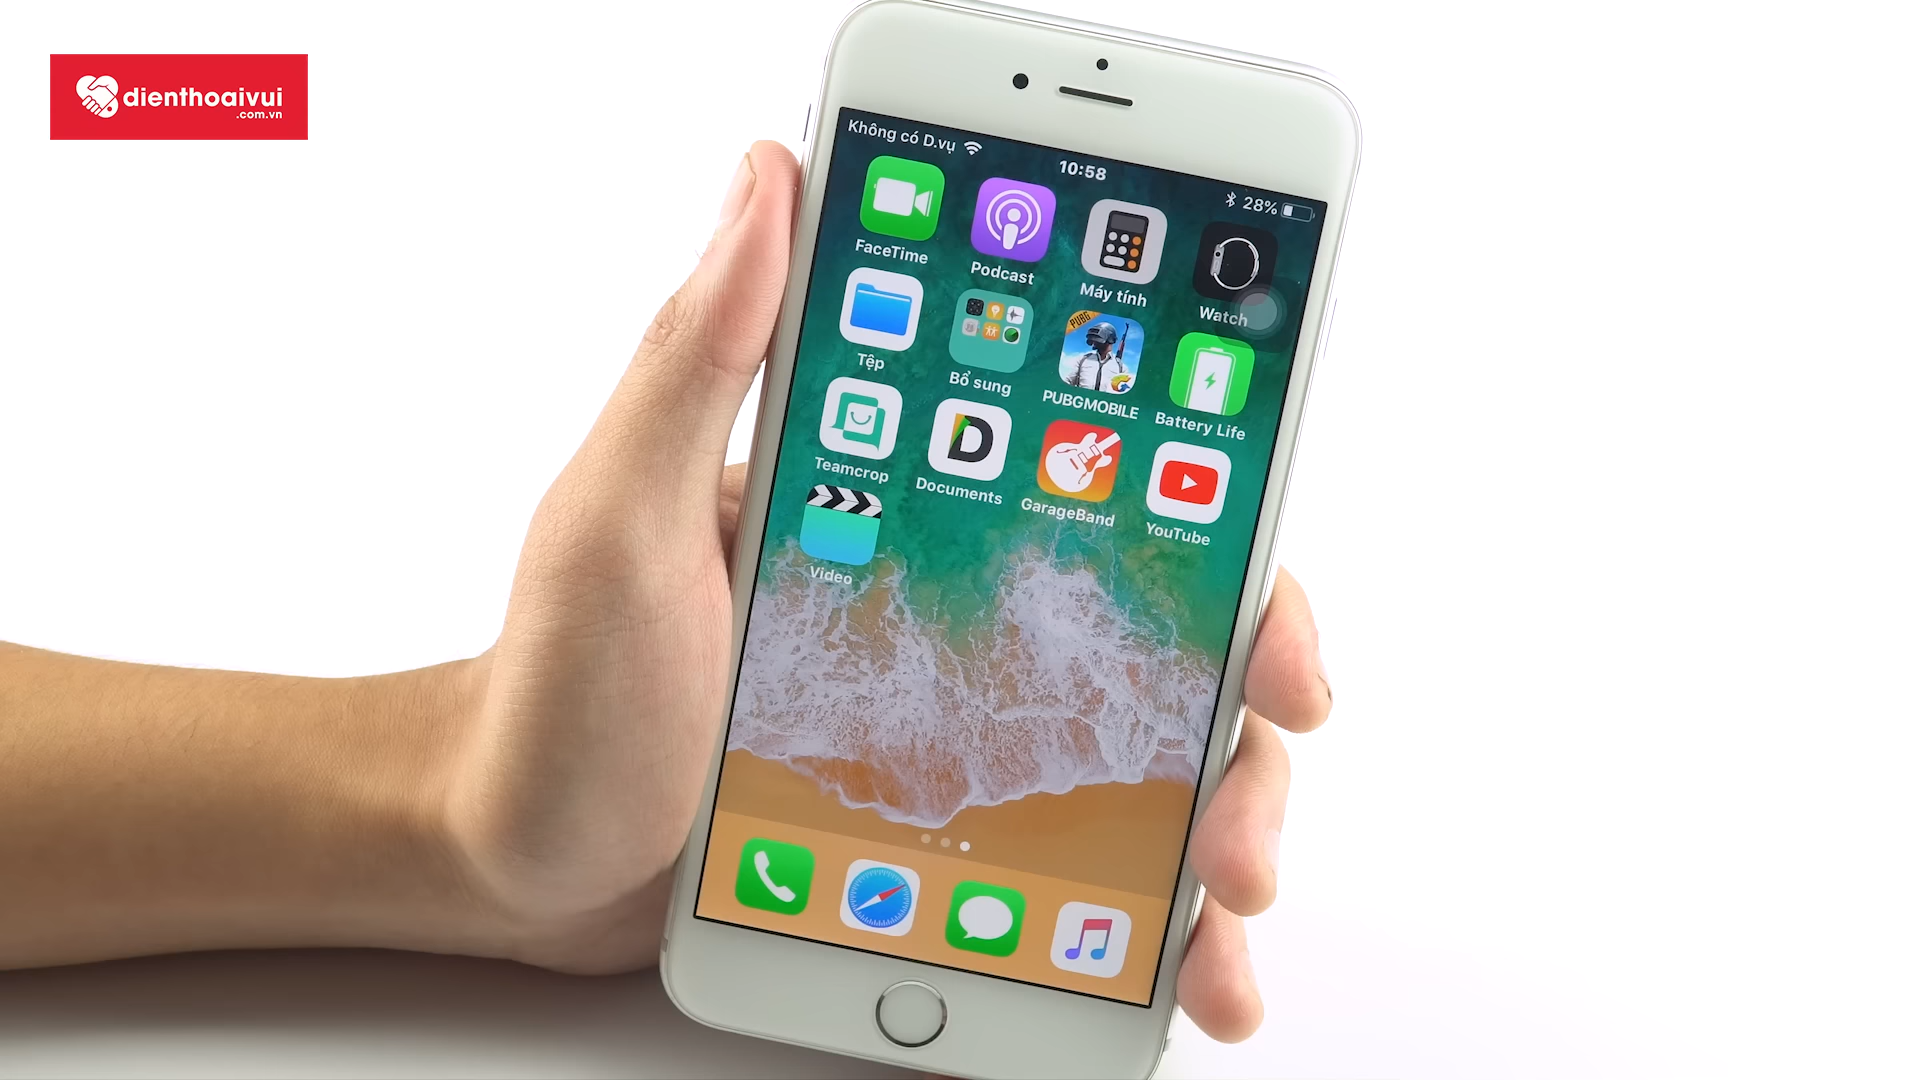 dienthoaivui
.com.vn
Không có D.vụ
10:58
28%
FaceTime
Podcast
Máy tính
Watch
Tệp
Bổ sung
PUBG
PUBGMOBILE
Battery Life
Teamcrop
D
Documents
GarageBand
YouTube
Video